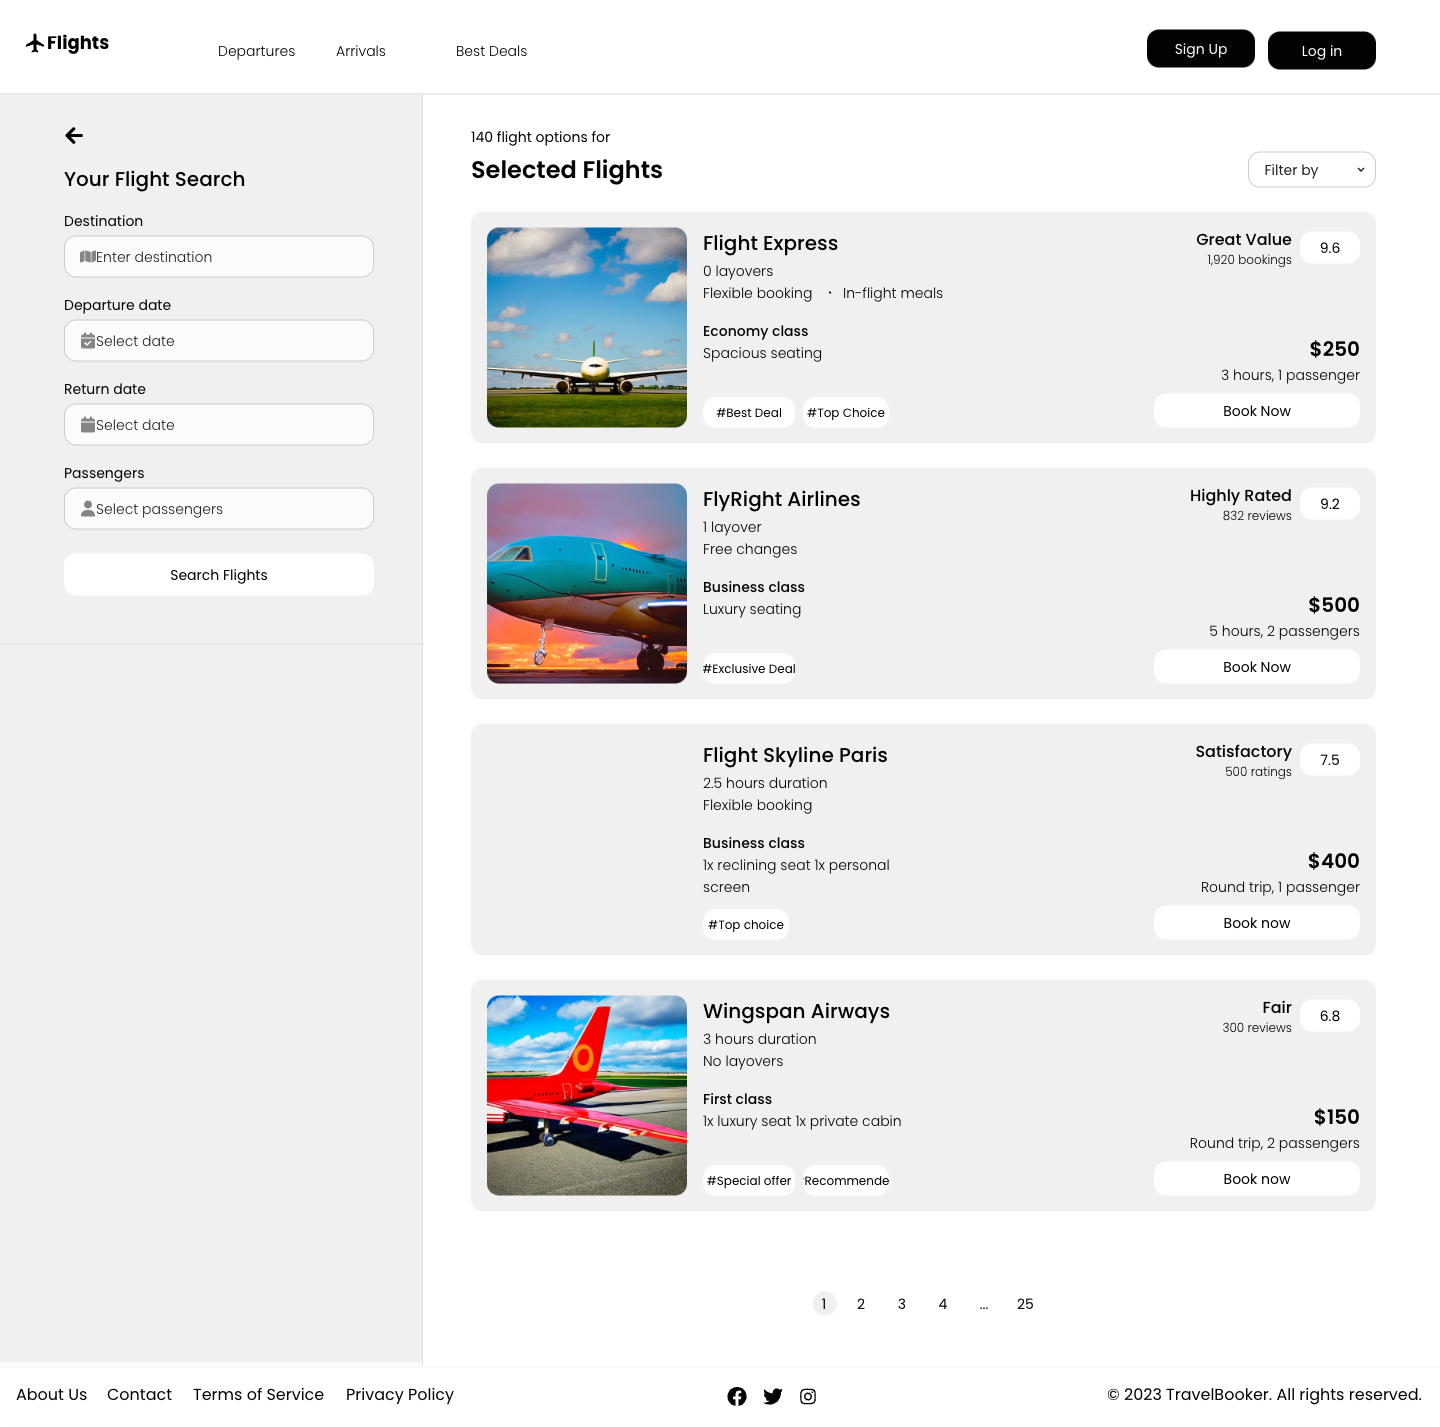 Flights
Departures
Arrivals
Best Deals
Sign Up
Log in
Your Flight Search
Destination
Enter destination
Departure date
Select date
Return date
Select date
Passengers
Select passengers
Search Flights
140 flight options for
Selected Flights
Filter by
Flight Express
0 layovers
Flexible booking · In-flight meals
Economy class
Spacious seating
#Best Deal
#Top Choice
Great Value
1,920 bookings
9.6
$250
3 hours, 1 passenger
Book Now
FlyRight Airlines
1 layover
Free changes
Business class
Luxury seating
#Exclusive Deal
Highly Rated
832 reviews
9.2
$500
5 hours, 2 passengers
Book Now
Flight Skyline Paris
2.5 hours duration
Flexible booking
Business class
1x reclining seat 1x personal
screen
#Top choice
Satisfactory
500 ratings
7.5
$400
Round trip, 1 passenger
Book now
Wingspan Airways
3 hours duration
No layovers
First class
1x luxury seat 1x private cabin
#Special offer
Recommende
Fair
300 reviews
6.8
$150
Round trip, 2 passengers
Book now
1 2 3 4 ... 25
About Us
Contact
Terms of Service
Privacy Policy
© 2023 TravelBooker. All rights reserved.